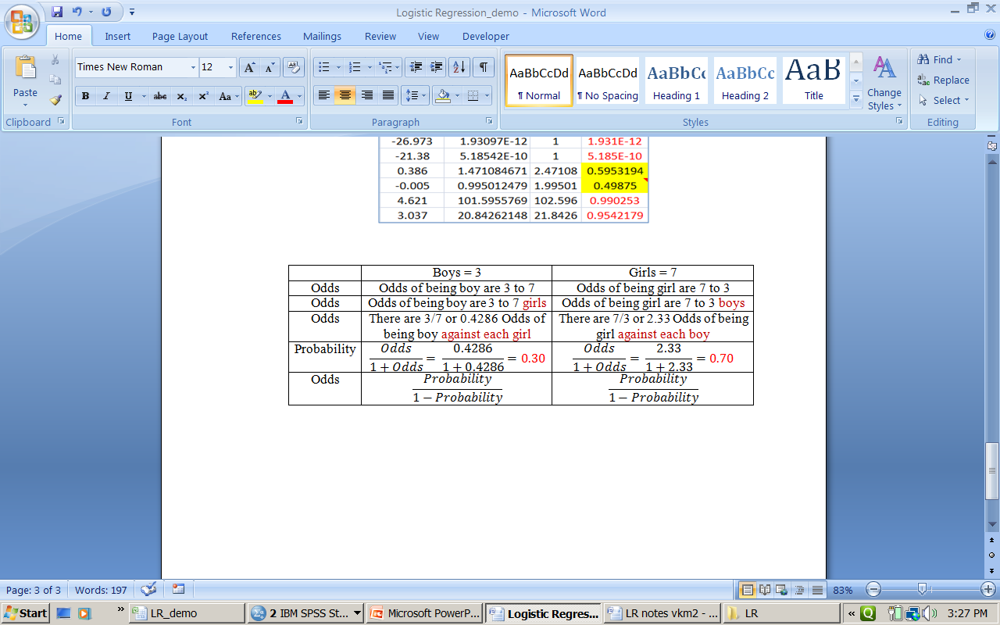 Logistic Regression_demo - Microsoft Word
Home Insert Page Layout References Mailings Review View Developer
Paste
Clipboard
Times New Roman 12
B I U abc x₂ x² Aa ab A
Font
Paragraph
AaBbCcDd AaBbCcDd AaBbCc AaBbCc AaB
¶ Normal ¶ No Spacing Heading 1 Heading 2 Title
Change Styles
Styles
Find
Replace
Select
Editing
-26.973 1.93097E-12 1 1.931E-12
-21.38 5.18542E-10 1 5.185E-10
0.386 1.471084671 2.47108 0.5953194
-0.005 0.995012479 1.99501 0.49875
4.621 101.5955769 102.596 0.990253
3.037 20.84262148 21.8426 0.9542179
Boys = 3 Girls = 7
Odds Odds of being boy are 3 to 7 Odds of being girl are 7 to 3
Odds Odds of being boy are 3 to 7 girls Odds of being girl are 7 to 3 boys
Odds There are 3/7 or 0.4286 Odds of There are 7/3 or 2.33 Odds of being
being boy against each girl girl against each boy
Probability Odds / 1 + Odds = 0.4286 / 1 + 0.4286 = 0.30 Odds / 1 + Odds = 2.33 / 1 + 2.33 = 0.70
Odds Probability / 1 − Probability Probability / 1 − Probability
Page: 3 of 3 Words: 197 83%
Start » LR_demo 2 IBM SPSS St... Microsoft PowerP... Logistic Regres... LR notes vkm2 - ... LR « Q 3:27 PM